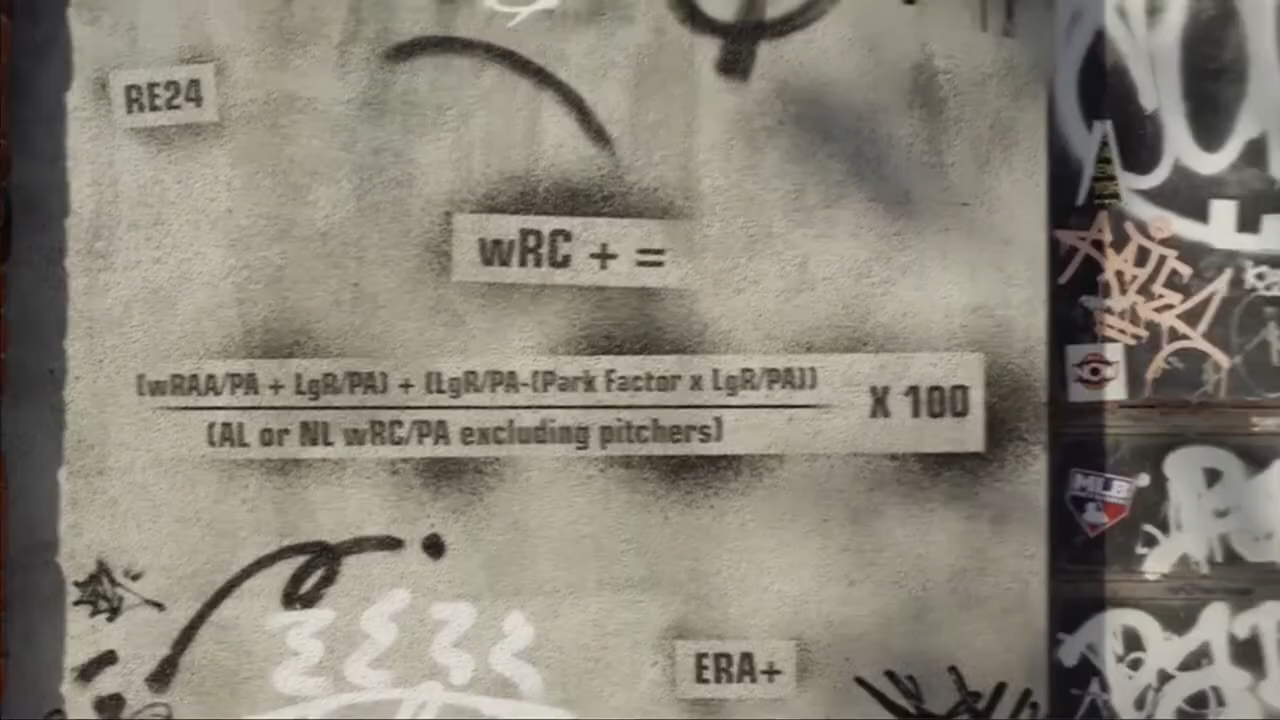 RE24
wRC + =
(wRAA/PA + LgR/PA) + (LgR/PA-(Park Factor x LgR/PA))
X 100
(AL or NL wRC/PA excluding pitchers)
MLB
ERA+